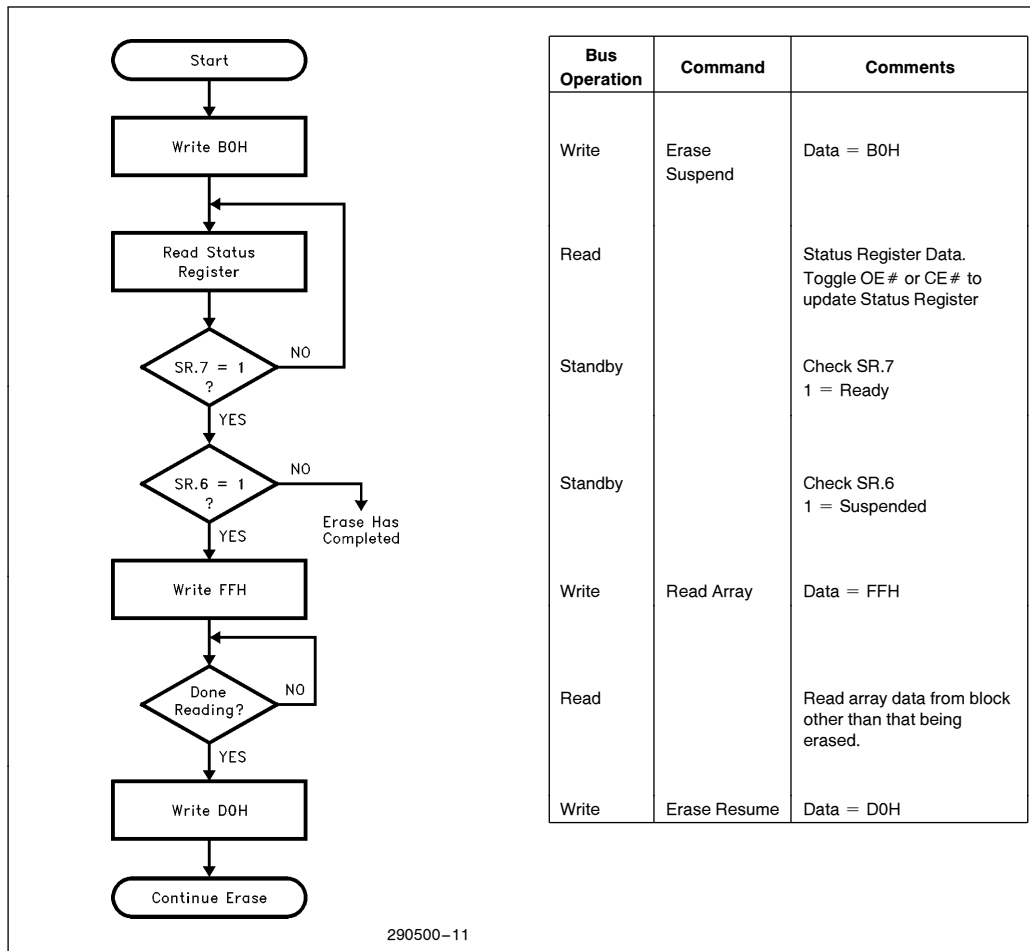 Start
Write B0H
Read Status
Register
SR.7 = 1
?
NO
YES
SR.6 = 1
?
NO
Erase Has
Completed
YES
Write FFH
Done
Reading?
NO
YES
Write D0H
Continue Erase
Bus
Operation
Command
Comments
Write
Erase
Suspend
Data = B0H
Read
Status Register Data.
Toggle OE# or CE# to
update Status Register
Standby
Check SR.7
1 = Ready
Standby
Check SR.6
1 = Suspended
Write
Read Array
Data = FFH
Read
Read array data from block
other than that being
erased.
Write
Erase Resume
Data = D0H
290500–11